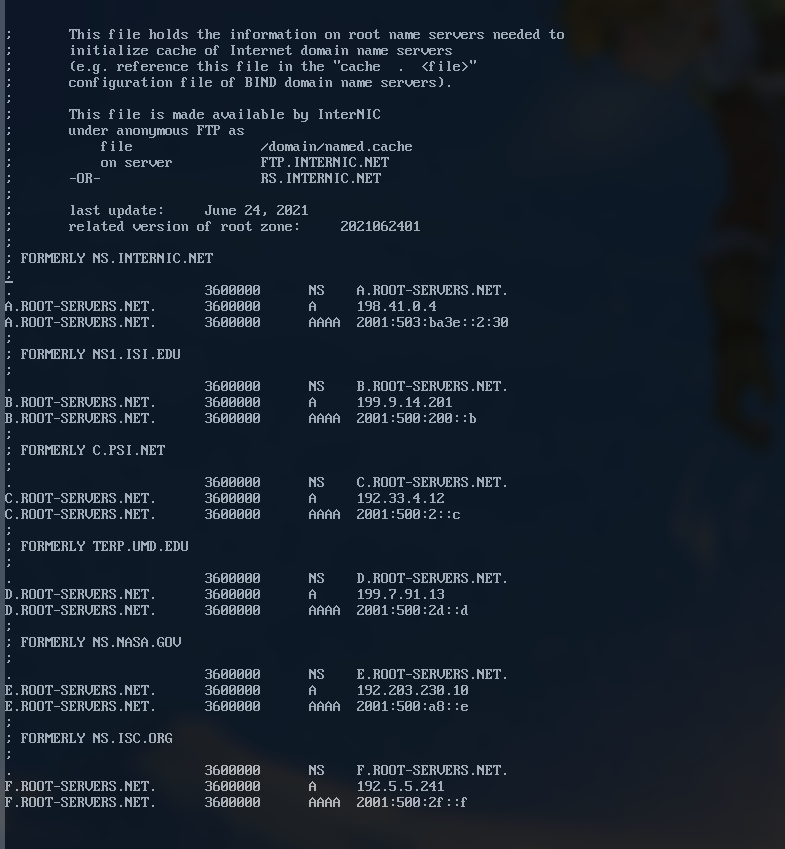 ;       This file holds the information on root name servers needed to
;       initialize cache of Internet domain name servers
;       (e.g. reference this file in the "cache  .  <file>"
;       configuration file of BIND domain name servers).
;
;       This file is made available by InterNIC
;       under anonymous FTP as
;           file                /domain/named.cache
;           on server           FTP.INTERNIC.NET
;       -OR-                    RS.INTERNIC.NET
;
;       last update:     June 24, 2021
;       related version of root zone:     2021062401
;
; FORMERLY NS.INTERNIC.NET
;
.                        3600000      NS    A.ROOT-SERVERS.NET.
A.ROOT-SERVERS.NET.      3600000      A     198.41.0.4
A.ROOT-SERVERS.NET.      3600000      AAAA  2001:503:ba3e::2:30
;
; FORMERLY NS1.ISI.EDU
;
.                        3600000      NS    B.ROOT-SERVERS.NET.
B.ROOT-SERVERS.NET.      3600000      A     199.9.14.201
B.ROOT-SERVERS.NET.      3600000      AAAA  2001:500:200::b
;
; FORMERLY C.PSI.NET
;
.                        3600000      NS    C.ROOT-SERVERS.NET.
C.ROOT-SERVERS.NET.      3600000      A     192.33.4.12
C.ROOT-SERVERS.NET.      3600000      AAAA  2001:500:2::c
;
; FORMERLY TERP.UMD.EDU
;
.                        3600000      NS    D.ROOT-SERVERS.NET.
D.ROOT-SERVERS.NET.      3600000      A     199.7.91.13
D.ROOT-SERVERS.NET.      3600000      AAAA  2001:500:2d::d
;
; FORMERLY NS.NASA.GOV
;
.                        3600000      NS    E.ROOT-SERVERS.NET.
E.ROOT-SERVERS.NET.      3600000      A     192.203.230.10
E.ROOT-SERVERS.NET.      3600000      AAAA  2001:500:a8::e
;
; FORMERLY NS.ISC.ORG
;
.                        3600000      NS    F.ROOT-SERVERS.NET.
F.ROOT-SERVERS.NET.      3600000      A     192.5.5.241
F.ROOT-SERVERS.NET.      3600000      AAAA  2001:500:2f::f